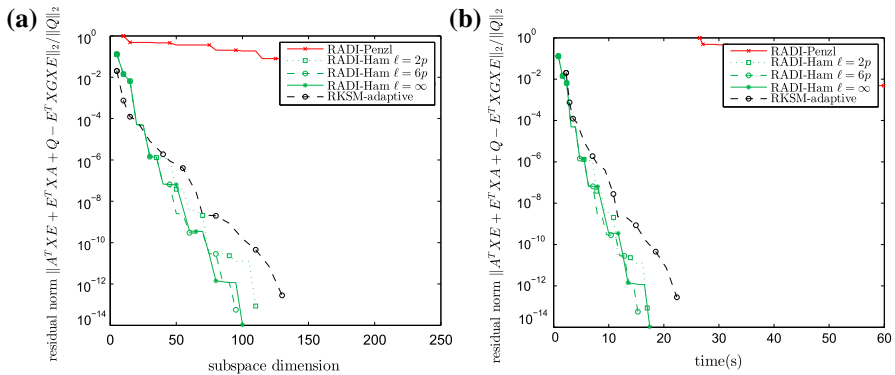 (a)
residual norm ‖A^T XE + E^T XA + Q − E^T XGXE‖₂/‖Q‖₂
10^0
10^−2
10^−4
10^−6
10^−8
10^−10
10^−12
10^−14
RADI-Penzl
RADI-Ham ℓ = 2p
RADI-Ham ℓ = 6p
RADI-Ham ℓ = ∞
RKSM-adaptive
0 50 100 150 200 250
subspace dimension
(b)
residual norm ‖A^T XE + E^T XA + Q − E^T XGXE‖₂/‖Q‖₂
10^0
10^−2
10^−4
10^−6
10^−8
10^−10
10^−12
10^−14
RADI-Penzl
RADI-Ham ℓ = 2p
RADI-Ham ℓ = 6p
RADI-Ham ℓ = ∞
RKSM-adaptive
0 10 20 30 40 50 60
time(s)